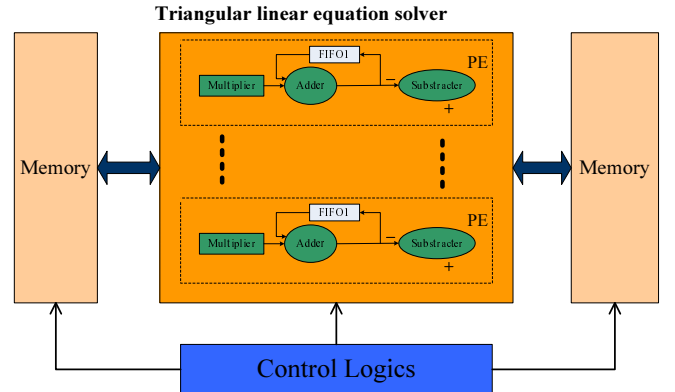 Triangular linear equation solver
FIFO1
PE
Multiplier
Adder
−
Substracter
+
Memory
Memory
FIFO1
PE
Multiplier
Adder
−
Substracter
+
Control Logics